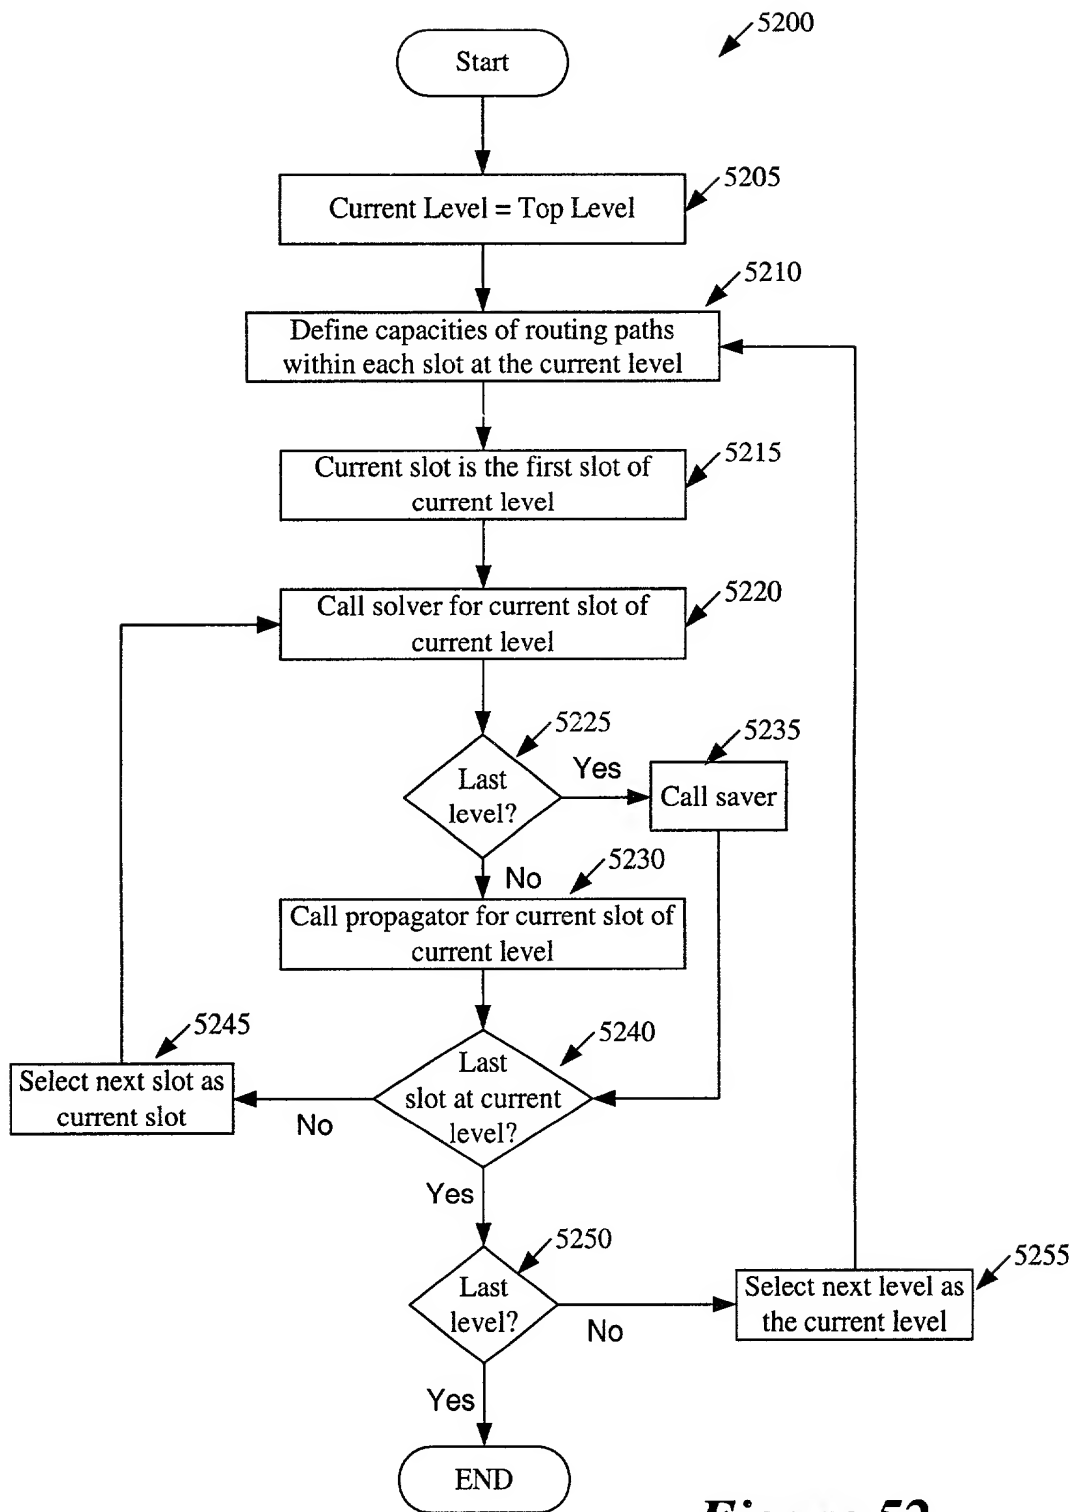 5200
Start
5205
Current Level = Top Level
5210
Define capacities of routing paths
within each slot at the current level
5215
Current slot is the first slot of
current level
5220
Call solver for current slot of
current level
5225
Last
level?
Yes
5235
Call saver
No
5230
Call propagator for current slot of
current level
5240
Last
slot at current
level?
No
5245
Select next slot as
current slot
Yes
5250
Last
level?
No
5255
Select next level as
the current level
Yes
END
Figure 52